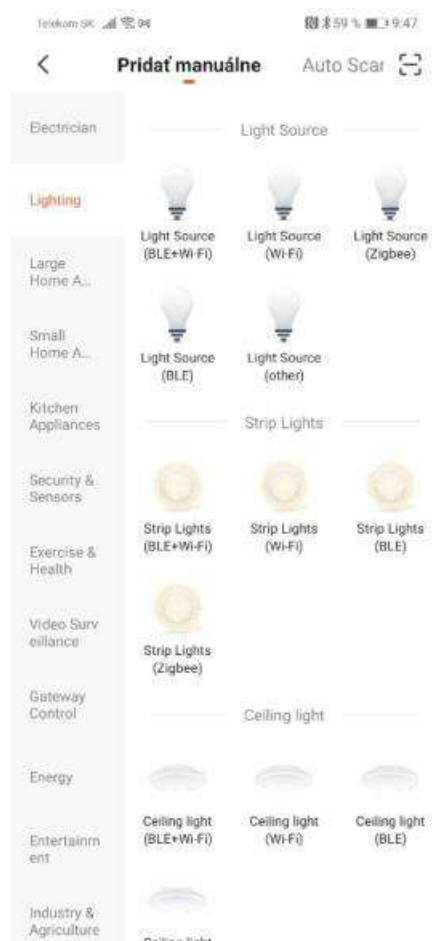 Telekom SK 59 % 9:47
Pridať manuálne Auto Scar
Electrician
Lighting
Large
Home A...
Small
Home A...
Kitchen
Appliances
Security &
Sensors
Exercise &
Health
Video Surv
eillance
Gateway
Control
Energy
Entertainm
ent
Industry &
Agriculture
Light Source
Light Source Light Source Light Source
(BLE+Wi-Fi) (Wi-Fi) (Zigbee)
Light Source Light Source
(BLE) (other)
Strip Lights
Strip Lights Strip Lights Strip Lights
(BLE+Wi-Fi) (Wi-Fi) (BLE)
Strip Lights
(Zigbee)
Ceiling light
Ceiling light Ceiling light Ceiling light
(BLE+Wi-Fi) (Wi-Fi) (BLE)
Ceiling light